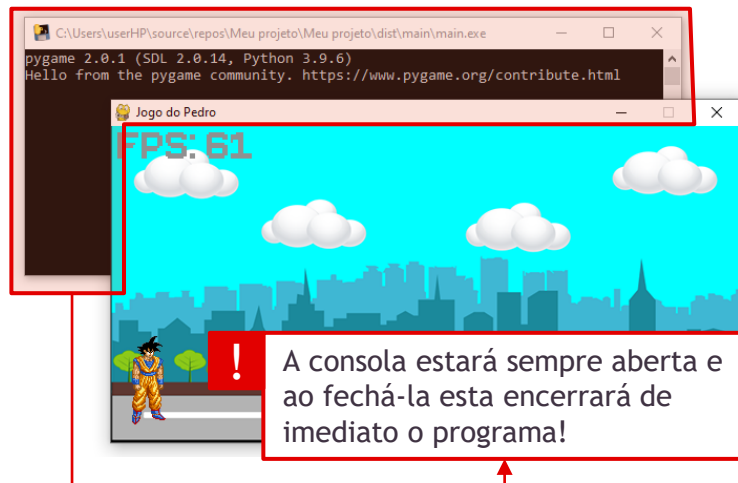 C:\Users\userHP\source\repos\Meu projeto\Meu projeto\dist\main\main.exe
pygame 2.0.1 (SDL 2.0.14, Python 3.9.6)
Hello from the pygame community. https://www.pygame.org/contribute.html
Jogo do Pedro
FPS: 61
!
A consola estará sempre aberta e
ao fechá-la esta encerrará de
imediato o programa!